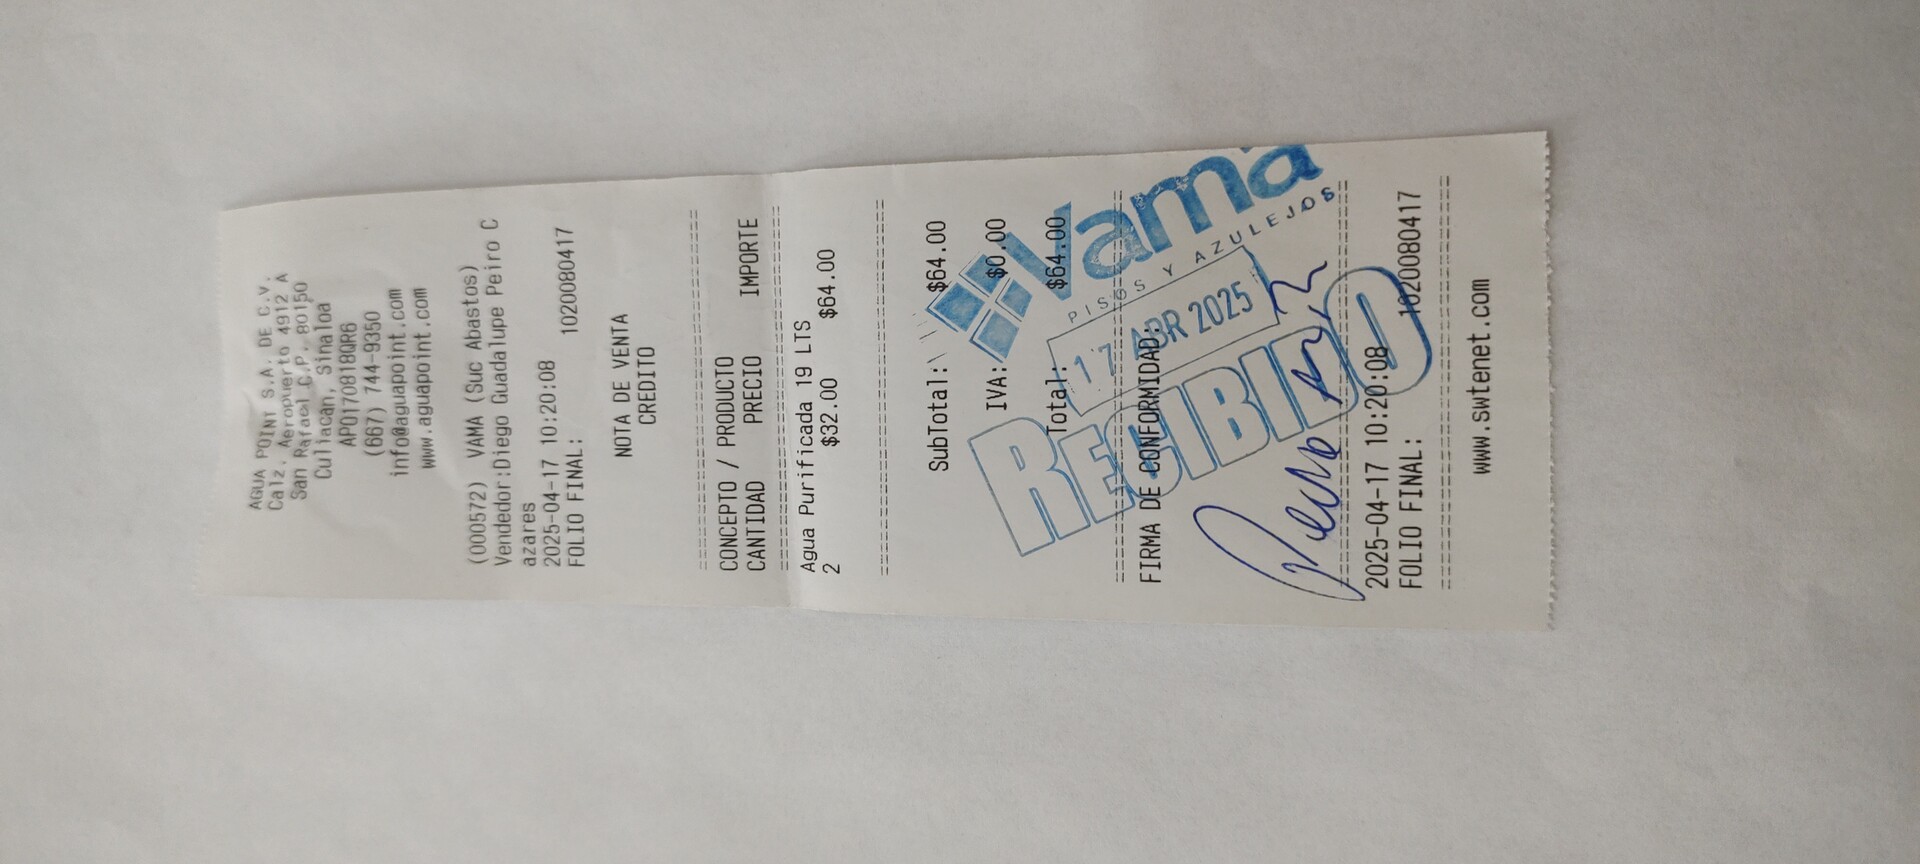 AGUA POINT S.A. DE C.V.
Calz. Aeropuerto 4912 A
San Rafael C.P. 80150
Culiacan, Sinaloa
APO170818QR6
(667) 744-9350
info@aguapoint.com
www.aguapoint.com
(000572) VAMA (Suc Abastos)
Vendedor:Diego Guadalupe Peiro C
azares
2025-04-17 10:20:08
FOLIO FINAL: 1020080417
NOTA DE VENTA
CREDITO
================================
CONCEPTO / PRODUCTO
CANTIDAD PRECIO IMPORTE
================================
Agua Purificada 19 LTS
2 $32.00 $64.00
================================
SubTotal: $64.00
IVA: $0.00
Total: $64.00
Vama
PISOS Y AZULEJOS
17 ABR 2025
RECIBIDO
================================
FIRMA DE CONFORMIDAD:
================================
2025-04-17 10:20:08
FOLIO FINAL: 1020080417
================================
www.swtenet.com